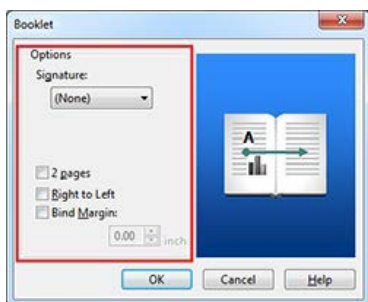 Booklet
Options
Signature:
(None)
2 pages
Right to Left
Bind Margin:
0.00 inch
A
OK Cancel Help